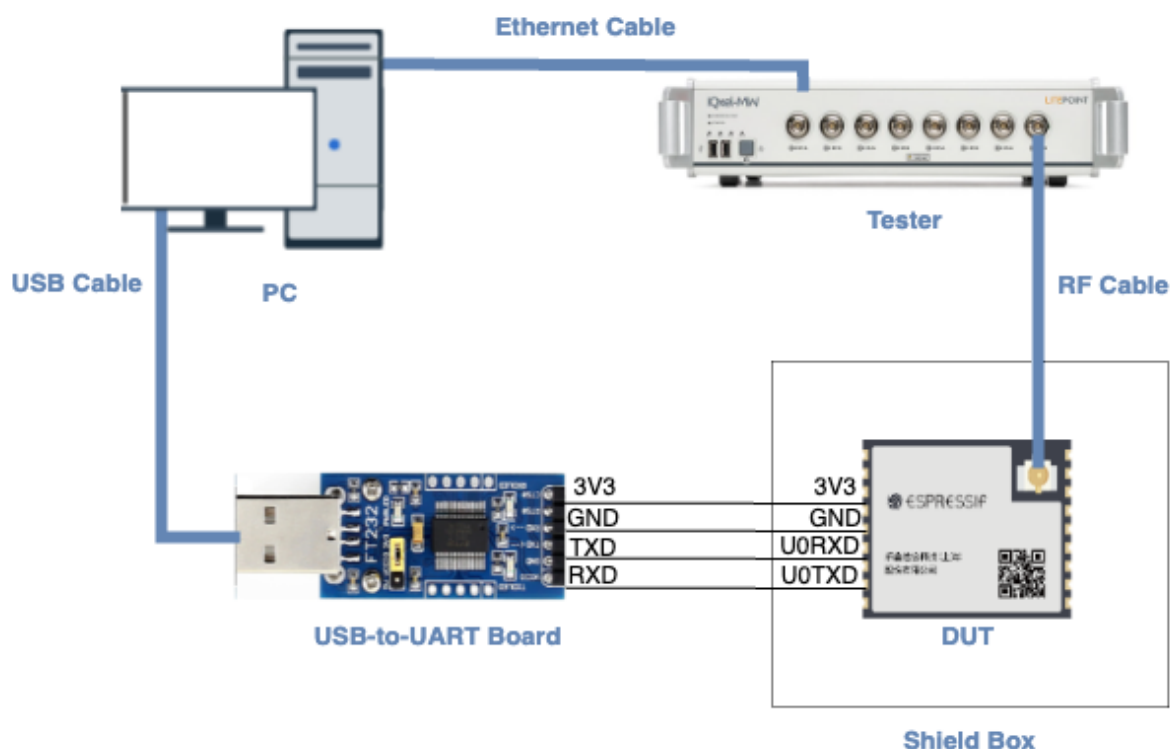 Ethernet Cable
IQxel-MW
LITEPOINT
Tester
USB Cable
PC
RF Cable
3V3
GND
TXD
RXD
3V3
GND
U0RXD
U0TXD
FT232
ESPRESSIF
USB-to-UART Board
DUT
Shield Box